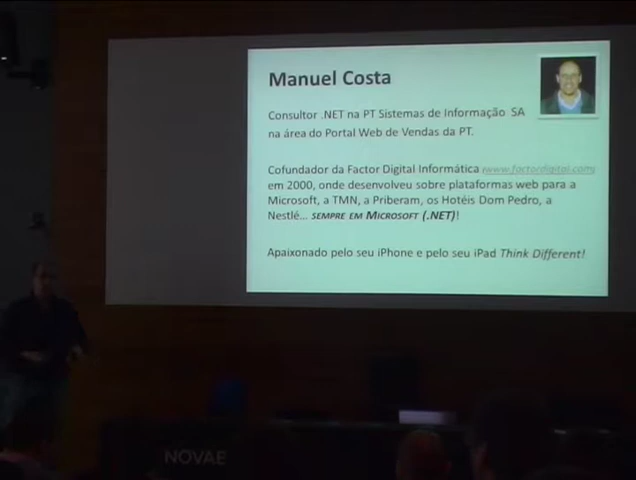 Manuel Costa
Consultor .NET na PT Sistemas de Informação SA
na área do Portal Web de Vendas da PT.
Cofundador da Factor Digital Informática (www.factordigital.com)
em 2000, onde desenvolveu sobre plataformas web para a
Microsoft, a TMN, a Priberam, os Hotéis Dom Pedro, a
Nestlé... SEMPRE EM MICROSOFT (.NET)!
Apaixonado pelo seu iPhone e pelo seu iPad Think Different!
NOVAE